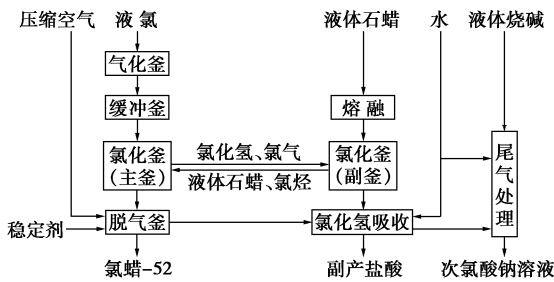 压缩空气 液氯 液体石蜡 水 液体烧碱
气化釜
缓冲釜 熔融
氯化釜
(主釜)
氯化氢、氯气
液体石蜡、氯烃
氯化釜
(副釜)
尾气处理
稳定剂 脱气釜 氯化氢吸收
氯蜡-52 副产盐酸 次氯酸钠溶液